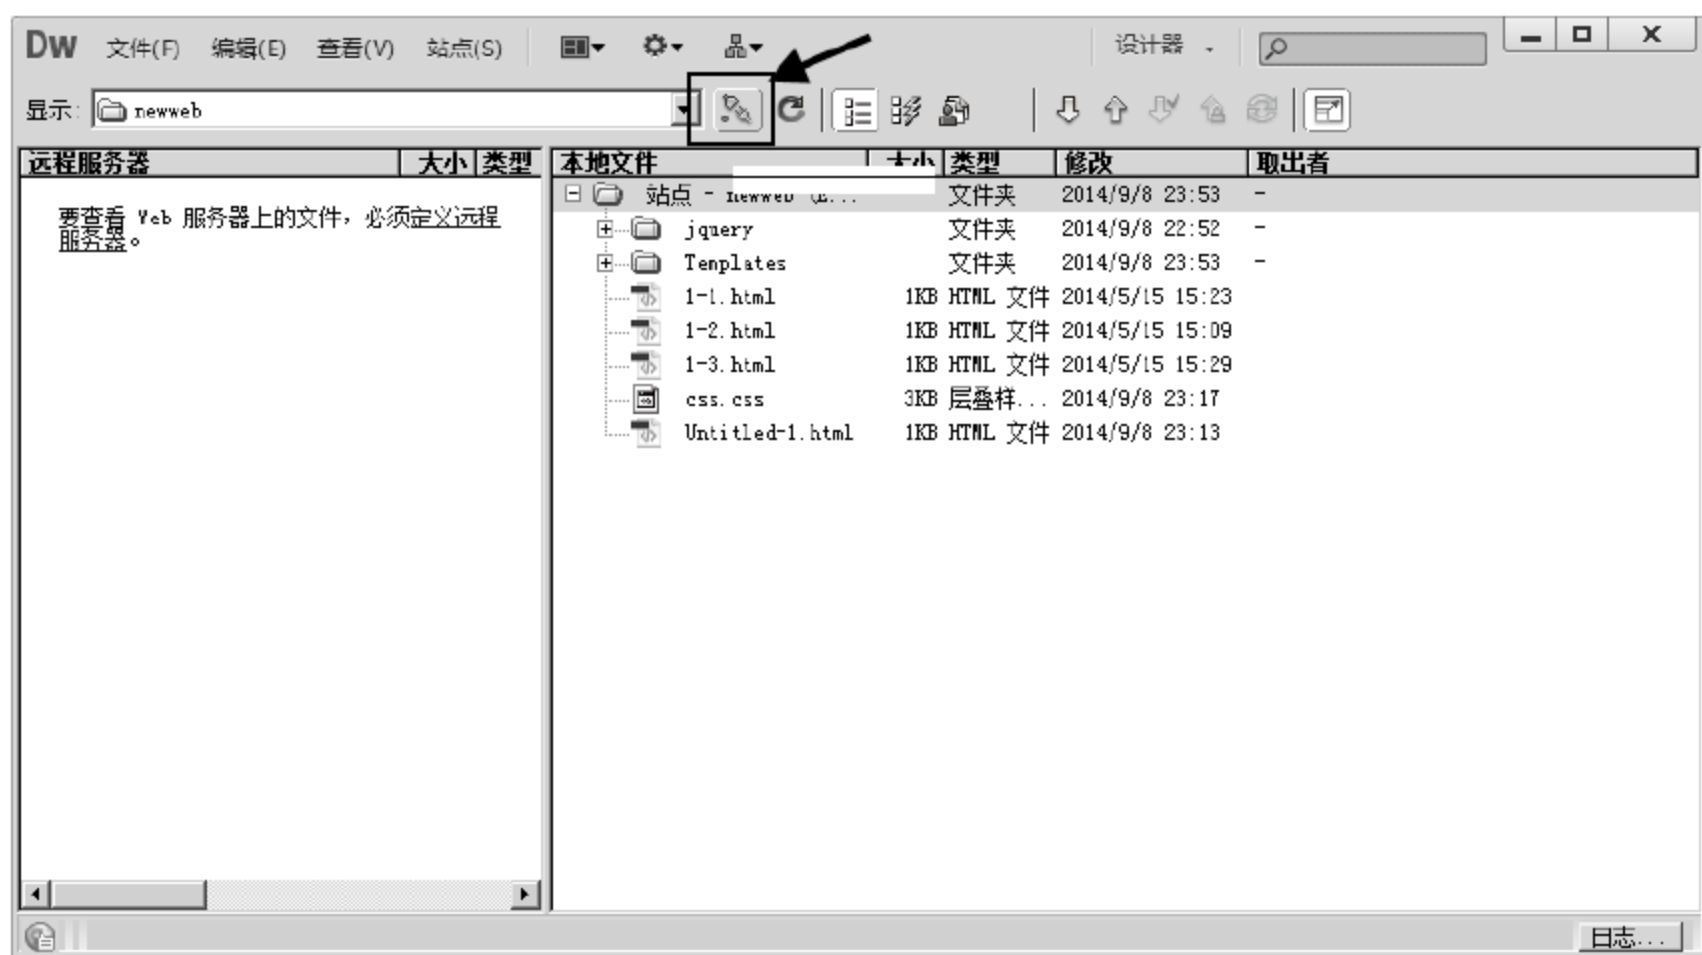 Dw 文件(F) 编辑(E) 查看(V) 站点(S) 设计器
显示: newweb
远程服务器 大小 类型 本地文件 大小 类型 修改 取出者
站点 - newweb 文件夹 2014/9/8 23:53 -
要查看 Web 服务器上的文件，必须定义远程
服务器。
jquery 文件夹 2014/9/8 22:52 -
Templates 文件夹 2014/9/8 23:53 -
1-1.html 1KB HTML 文件 2014/5/15 15:23
1-2.html 1KB HTML 文件 2014/5/15 15:09
1-3.html 1KB HTML 文件 2014/5/15 15:29
css.css 3KB 层叠样... 2014/9/8 23:17
Untitled-1.html 1KB HTML 文件 2014/9/8 23:13
日志...